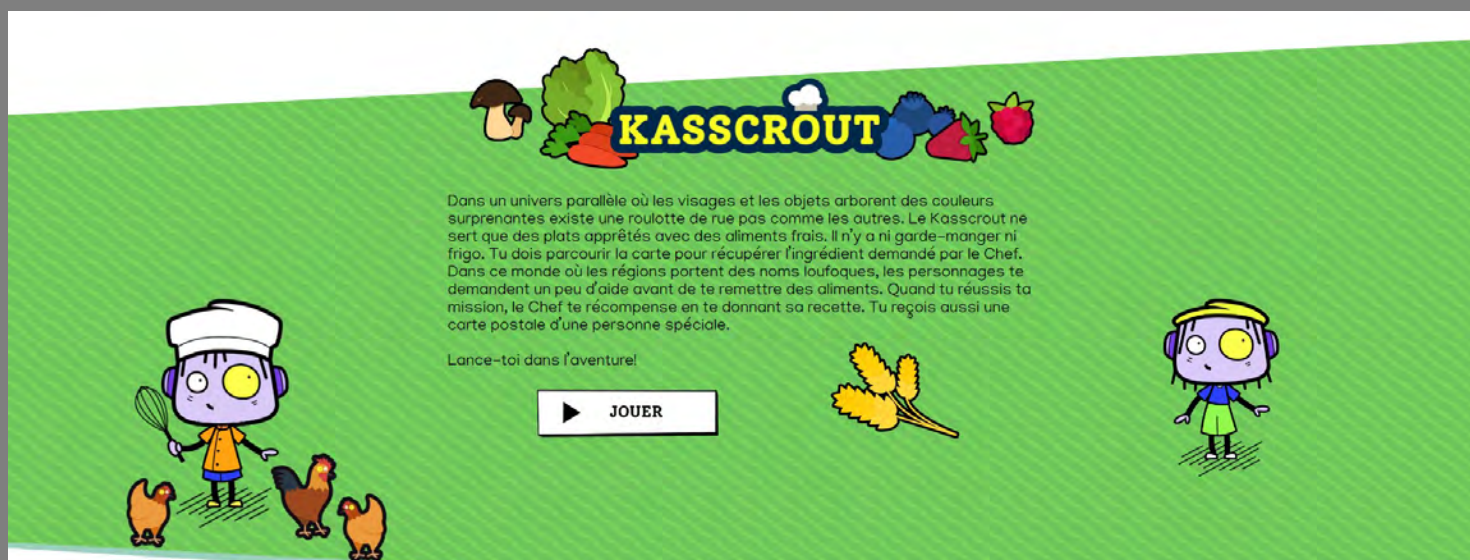 KASSCROUT
Dans un univers parallèle où les visages et les objets arborent des couleurs
surprenantes existe une roulotte de rue pas comme les autres. Le Kasscrout ne
sert que des plats apprêtés avec des aliments frais. Il n'y a ni garde-manger ni
frigo. Tu dois parcourir la carte pour récupérer l'ingrédient demandé par le Chef.
Dans ce monde où les régions portent des noms loufoques, les personnages te
demandent un peu d'aide avant de te remettre des aliments. Quand tu réussis ta
mission, le Chef te récompense en te donnant sa recette. Tu reçois aussi une
carte postale d'une personne spéciale.
Lance-toi dans l'aventure!
JOUER